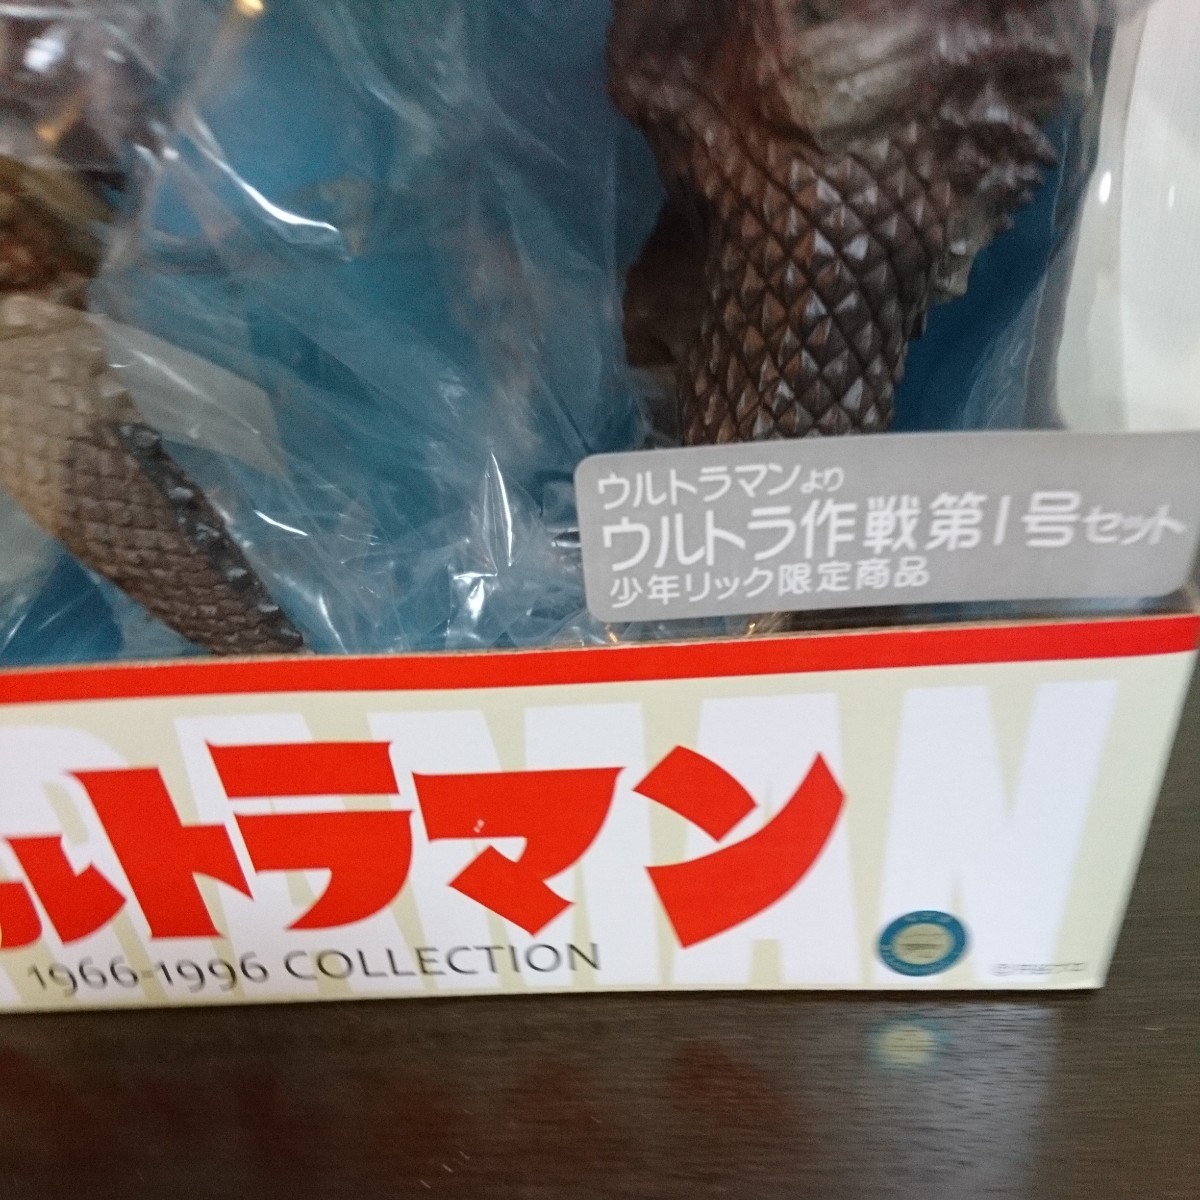 ウルトラマンより
ウルトラ作戦第1号セット
少年リック限定商品
ルトラマン
1966-1996 COLLECTION